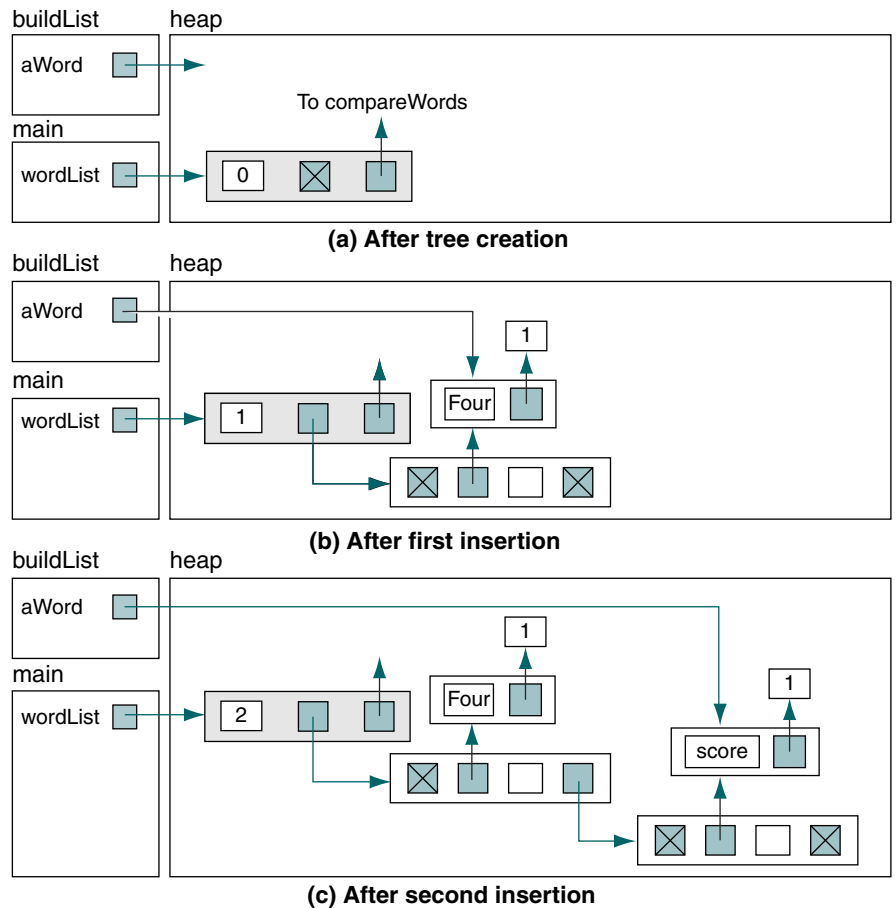 buildList heap
aWord
To compareWords
main
wordList 0
(a) After tree creation
buildList heap
aWord
1
main
Four
wordList 1
(b) After first insertion
buildList heap
aWord
1
main
1
Four
wordList 2
score
(c) After second insertion